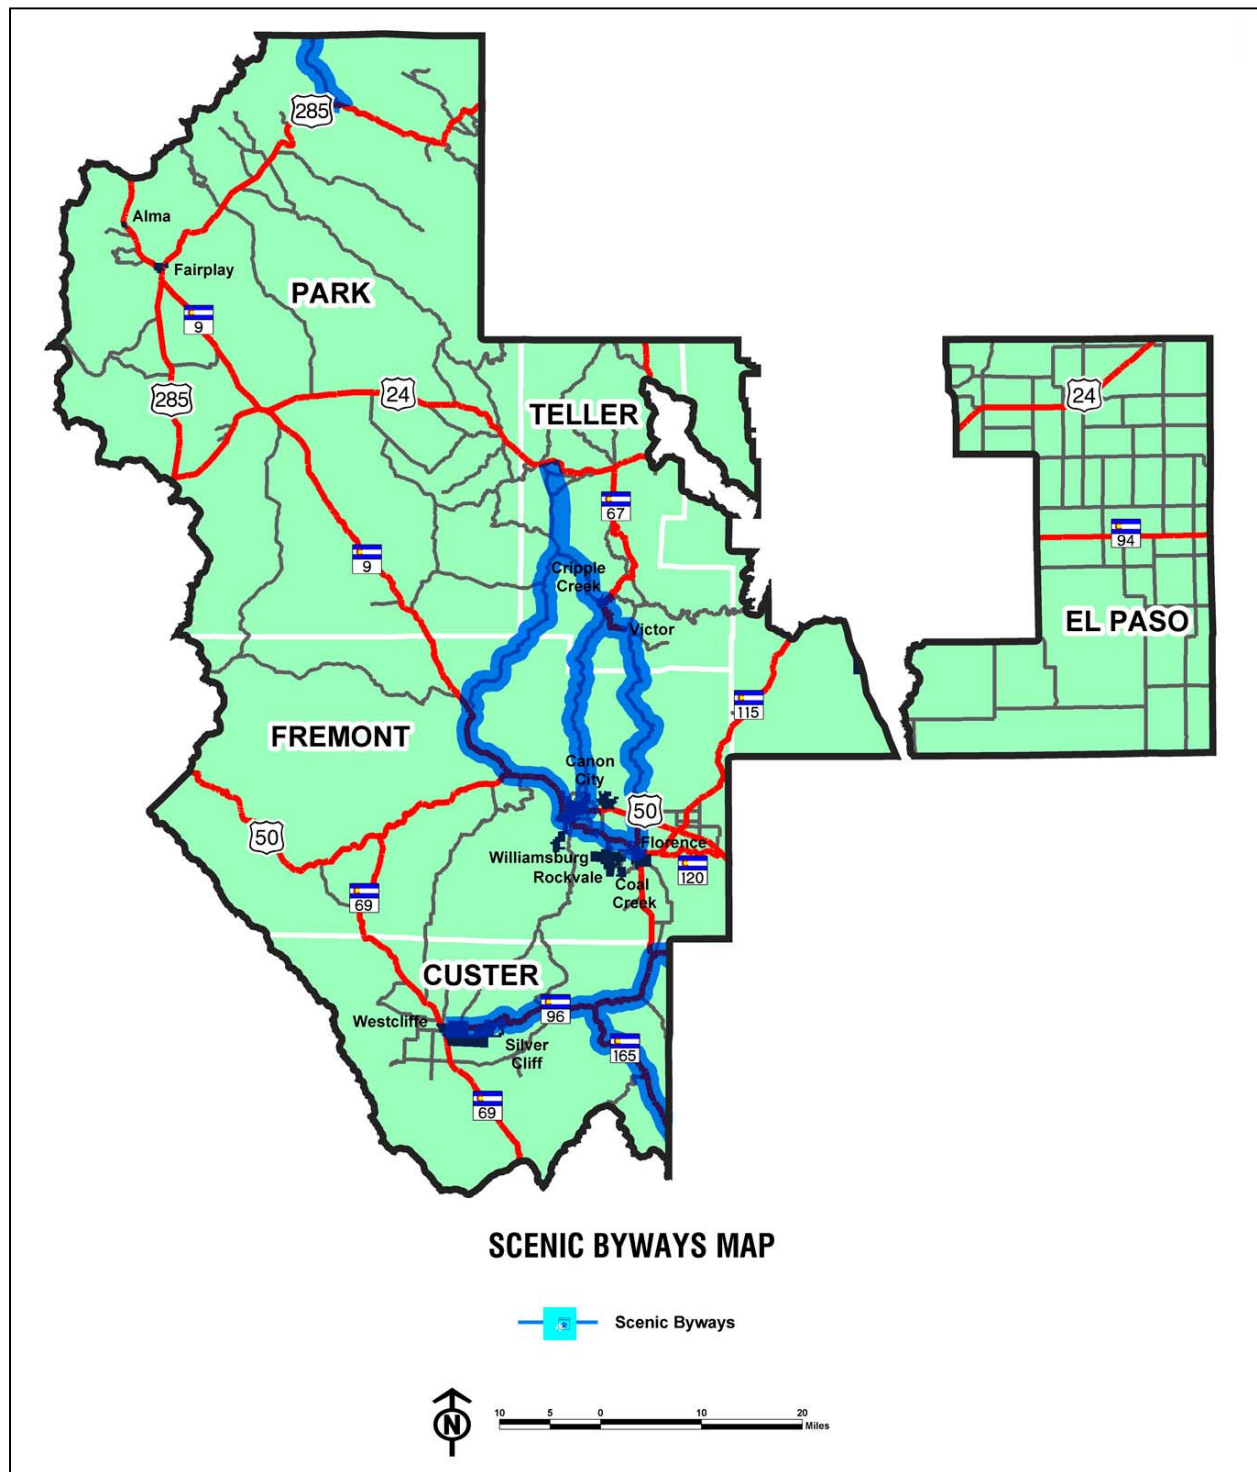 285
Alma
Fairplay
PARK
9
285
24
TELLER
24
67
94
9
Cripple
Creek
Victor
EL PASO
115
FREMONT
Canon
City
50
50
Florence
Williamsburg
Rockvale
120
Coal
Creek
69
CUSTER
96
Westcliffe
Silver
Cliff
165
69
SCENIC BYWAYS MAP
Scenic Byways
N
10 5 0 10 20
Miles